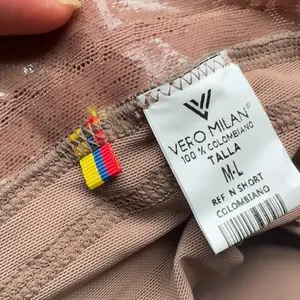 VERO MILAN®
100% COLOMBIANO
TALLA
M-L
REF. N SHORT
COLOMBIANO